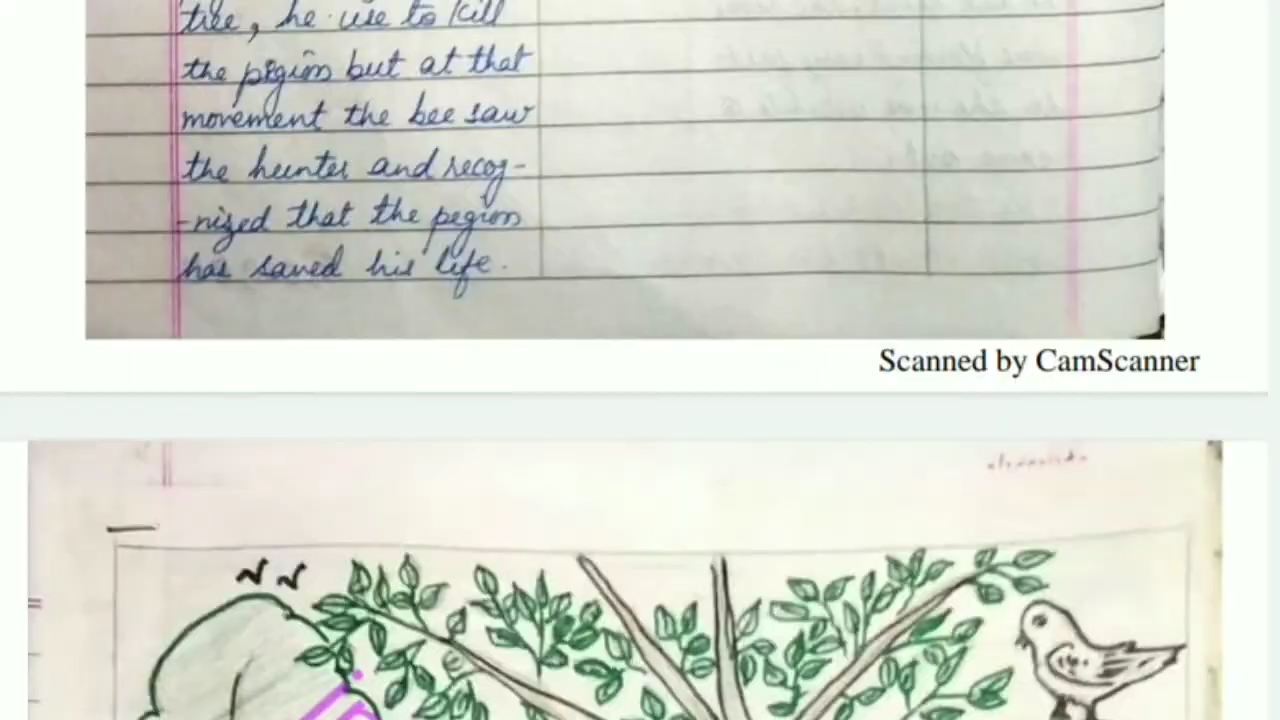 tree, he use to kill
the pigion but at that
movement the bee saw
the hunter and recog-
-nized that the pegion
has saved his life.
Scanned by CamScanner